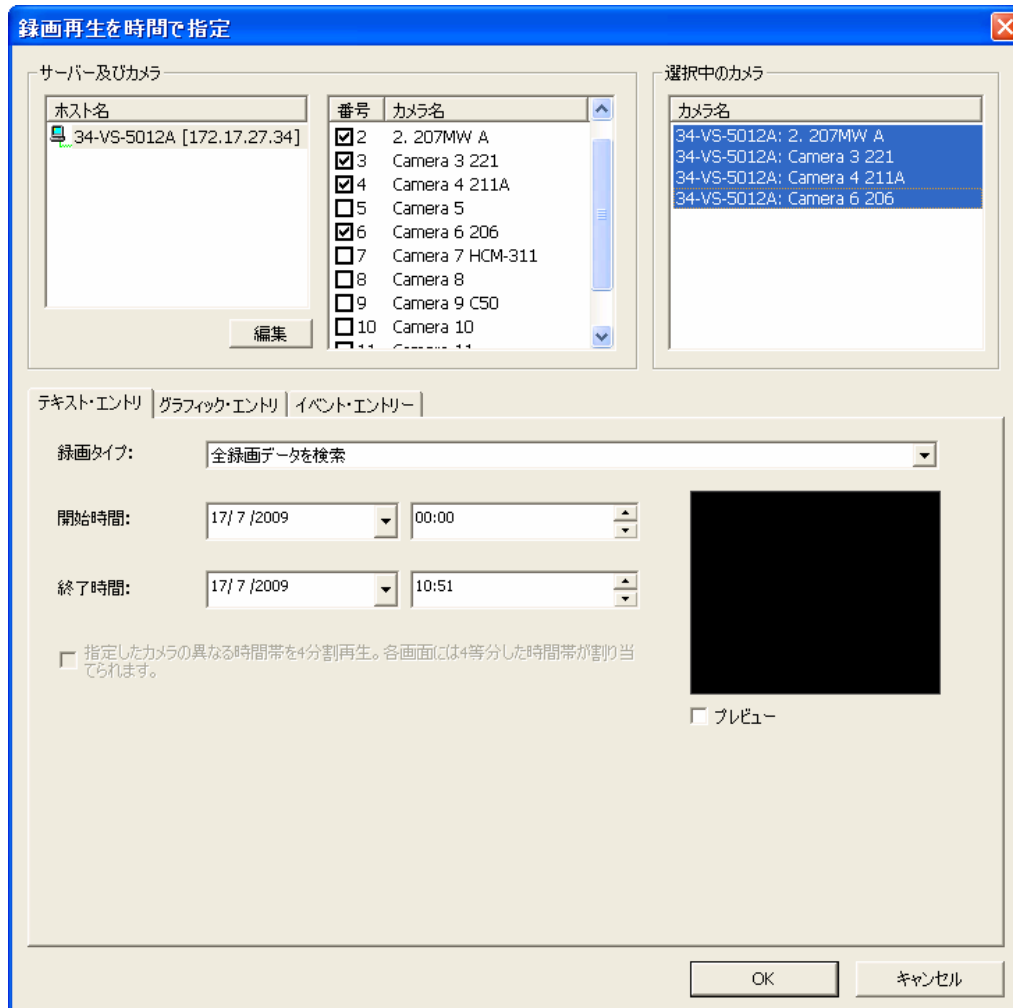 録画再生を時間で指定
サーバー及びカメラ
ホスト名
34-VS-5012A [172.17.27.34]
編集
番号 カメラ名
2 2. 207MW A
3 Camera 3 221
4 Camera 4 211A
5 Camera 5
6 Camera 6 206
7 Camera 7 HCM-311
8 Camera 8
9 Camera 9 C50
10 Camera 10
選択中のカメラ
カメラ名
34-VS-5012A: 2. 207MW A
34-VS-5012A: Camera 3 221
34-VS-5012A: Camera 4 211A
34-VS-5012A: Camera 6 206
テキスト・エントリ グラフィック・エントリ イベント・エントリー
録画タイプ: 全録画データを検索
開始時間: 17/ 7 /2009 00:00
終了時間: 17/ 7 /2009 10:51
指定したカメラの異なる時間帯を4分割再生。各画面には4等分した時間帯が割り当
てられます。
プレビュー
OK キャンセル